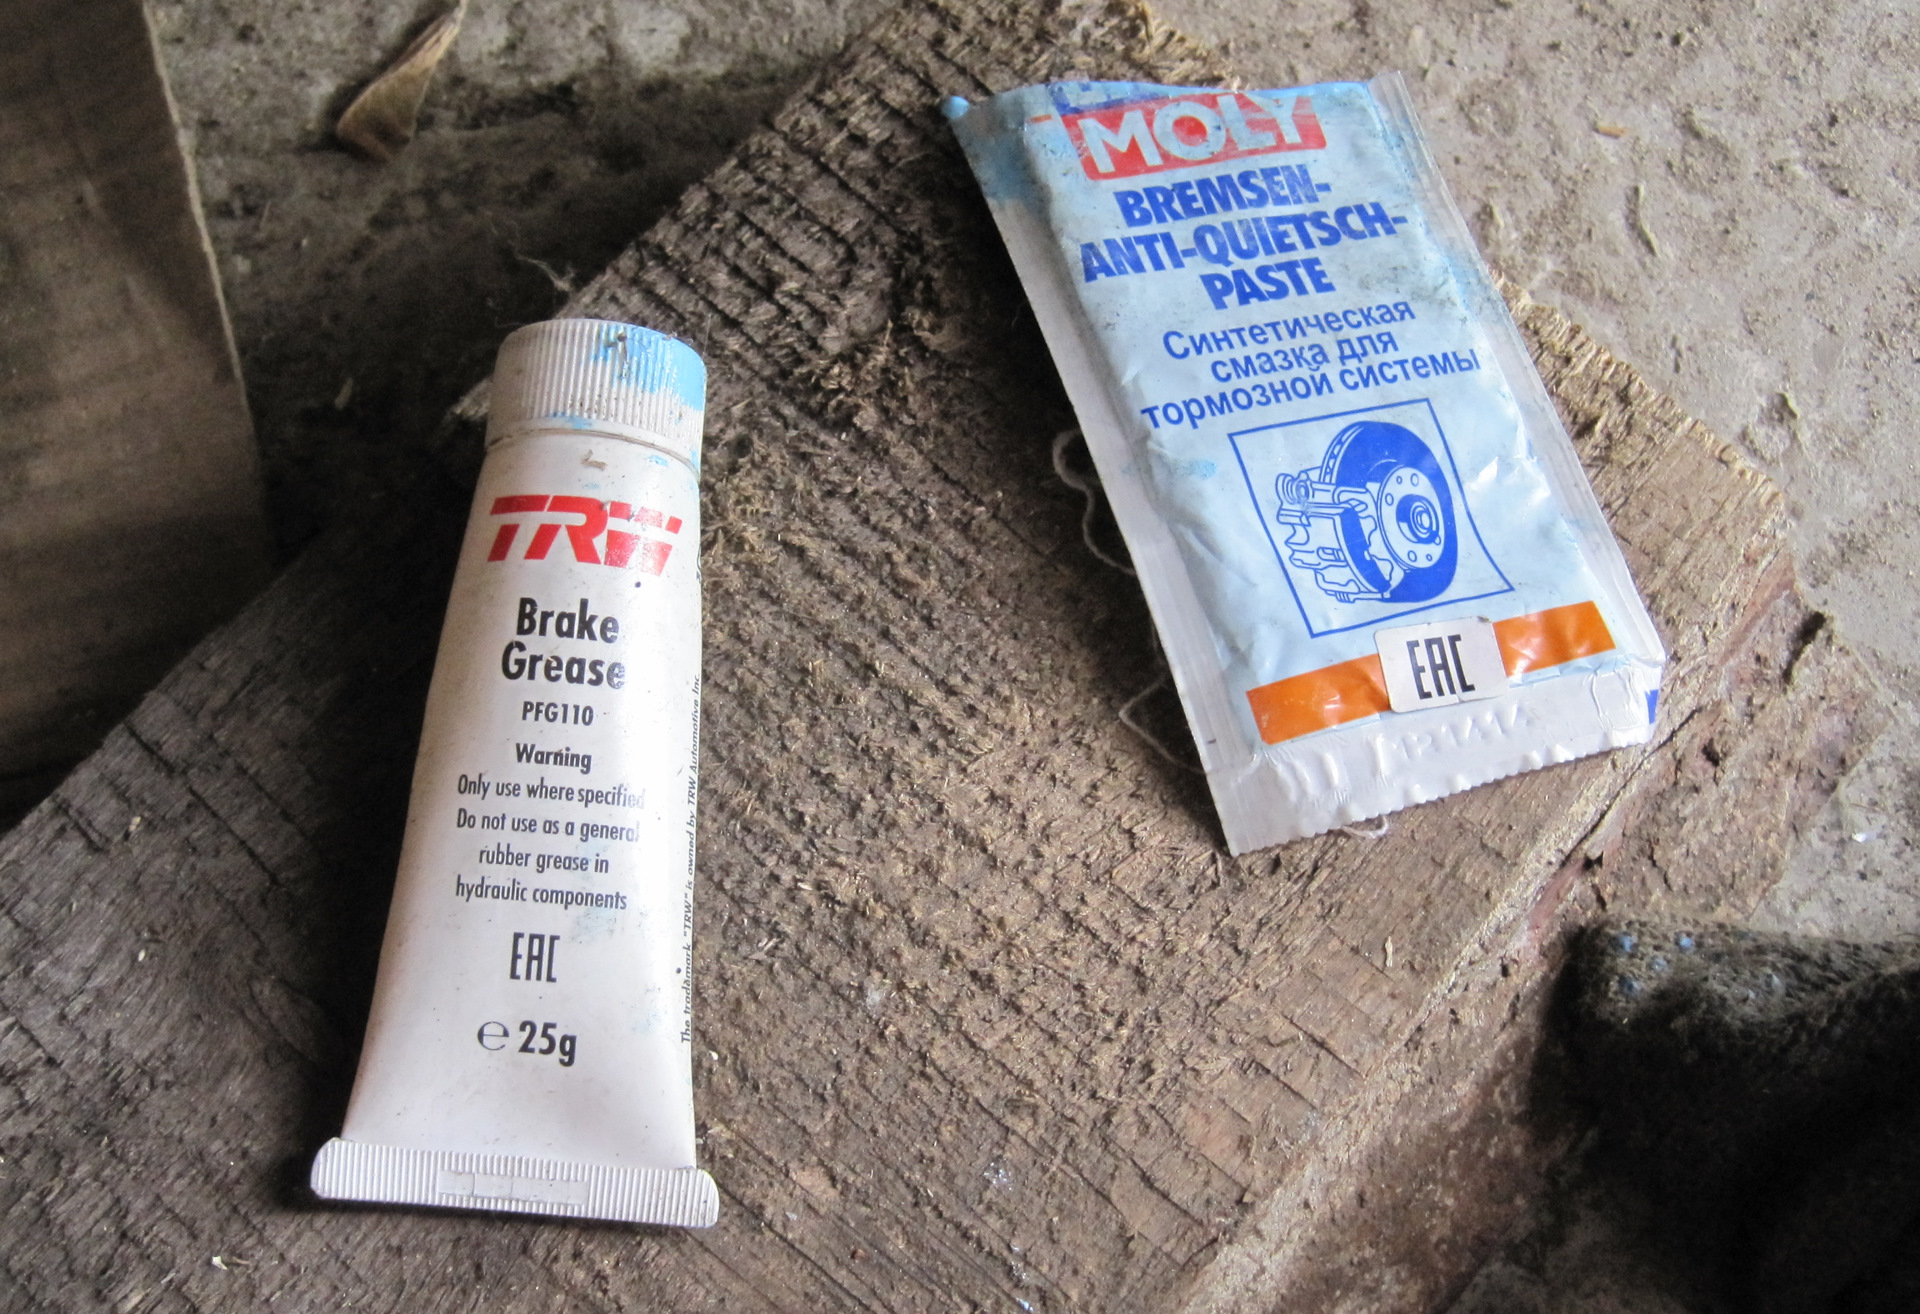 TRW
Brake
Grease
PFG110
Warning
Only use where specified
Do not use as a general
rubber grease in
hydraulic components
EAC
e 25g
The trademark "TRW" is owned by TRW Automotive Inc.
MOLY
BREMSEN-
ANTI-QUIETSCH-
PASTE
Синтетическая
смазка для
тормозной системы
EAC